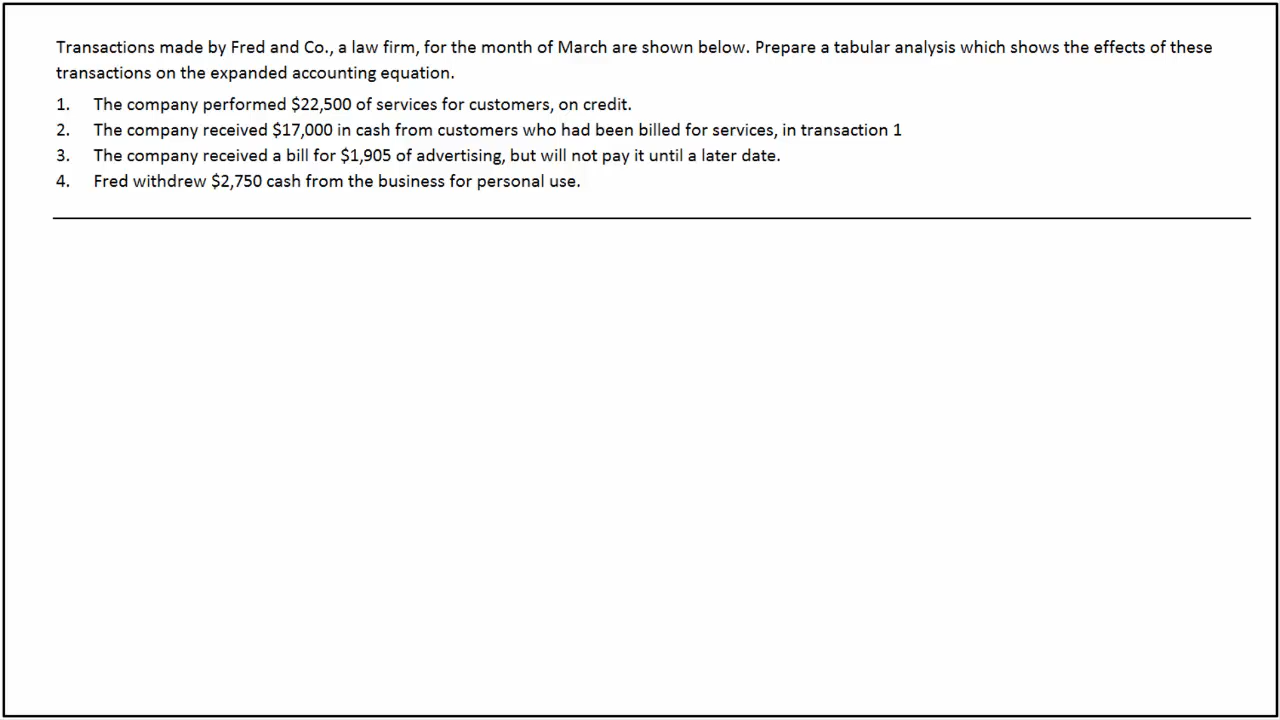 Transactions made by Fred and Co., a law firm, for the month of March are shown below. Prepare a tabular analysis which shows the effects of these
transactions on the expanded accounting equation.
1. The company performed $22,500 of services for customers, on credit.
2. The company received $17,000 in cash from customers who had been billed for services, in transaction 1
3. The company received a bill for $1,905 of advertising, but will not pay it until a later date.
4. Fred withdrew $2,750 cash from the business for personal use.